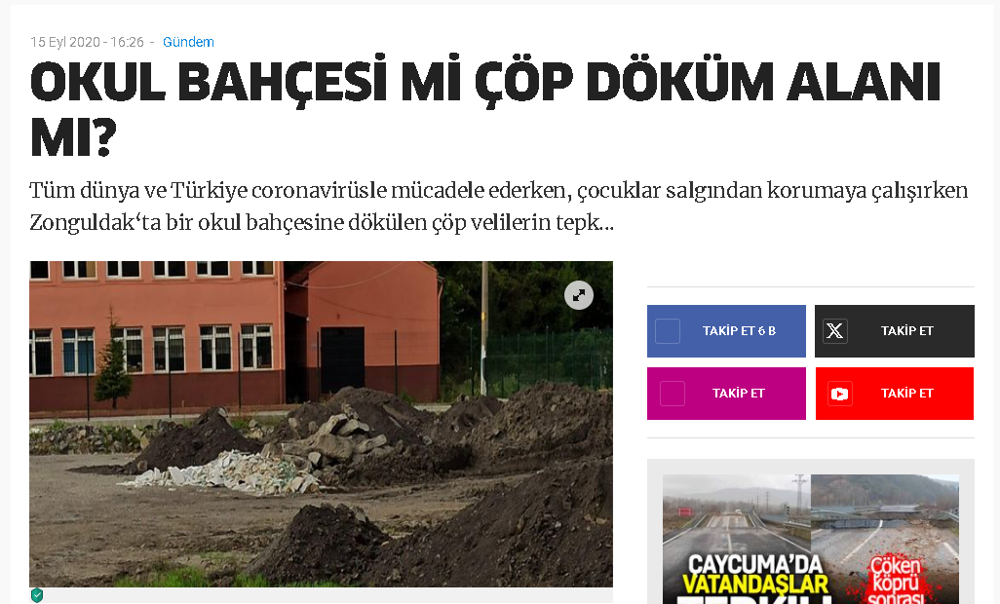 15 Eyl 2020 - 16:26 - Gündem
OKUL BAHÇESİ Mİ ÇÖP DÖKÜM ALANI
MI?
Tüm dünya ve Türkiye coronavirüsle mücadele ederken, çocuklar salgından korumaya çalışırken
Zonguldak‘ta bir okul bahçesine dökülen çöp velilerin tepk...
TAKİP ET 6 B
TAKİP ET
TAKİP ET
TAKİP ET
ÇAYCUMA’DA
VATANDAŞLAR
Çöken
köprü
sonrası